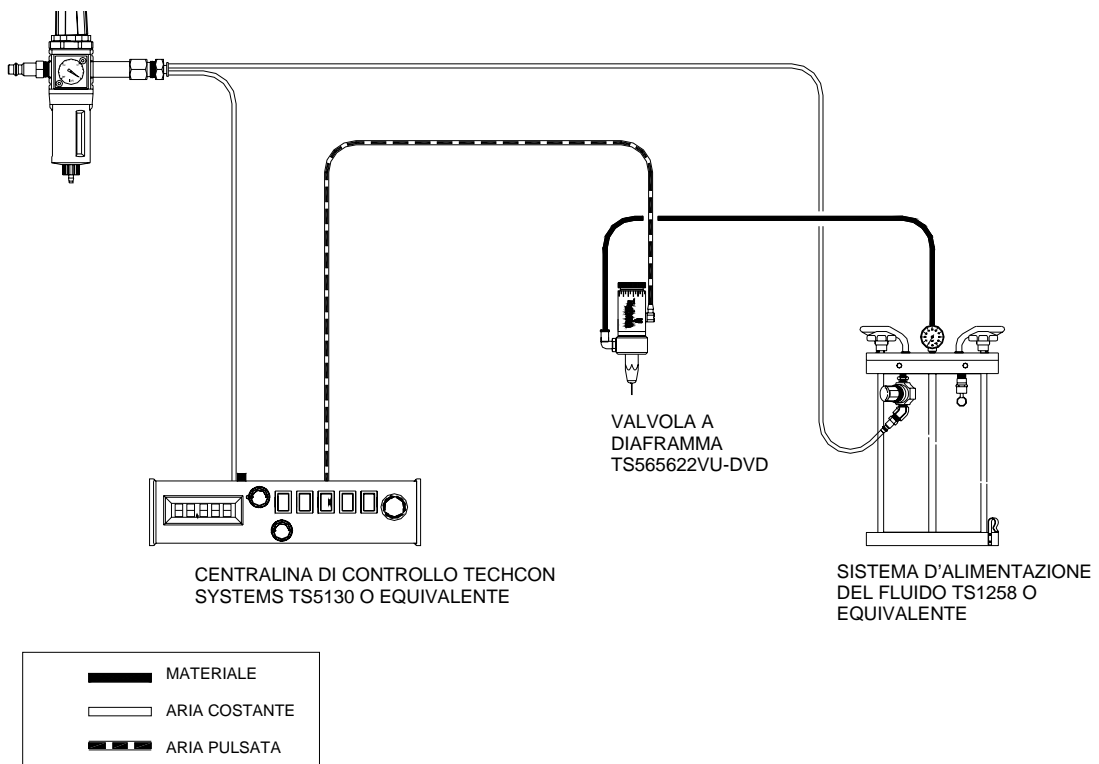 VALVOLA A
DIAFRAMMA
TS565622VU-DVD
CENTRALINA DI CONTROLLO TECHCON
SYSTEMS TS5130 O EQUIVALENTE
SISTEMA D'ALIMENTAZIONE
DEL FLUIDO TS1258 O
EQUIVALENTE
MATERIALE
ARIA COSTANTE
ARIA PULSATA